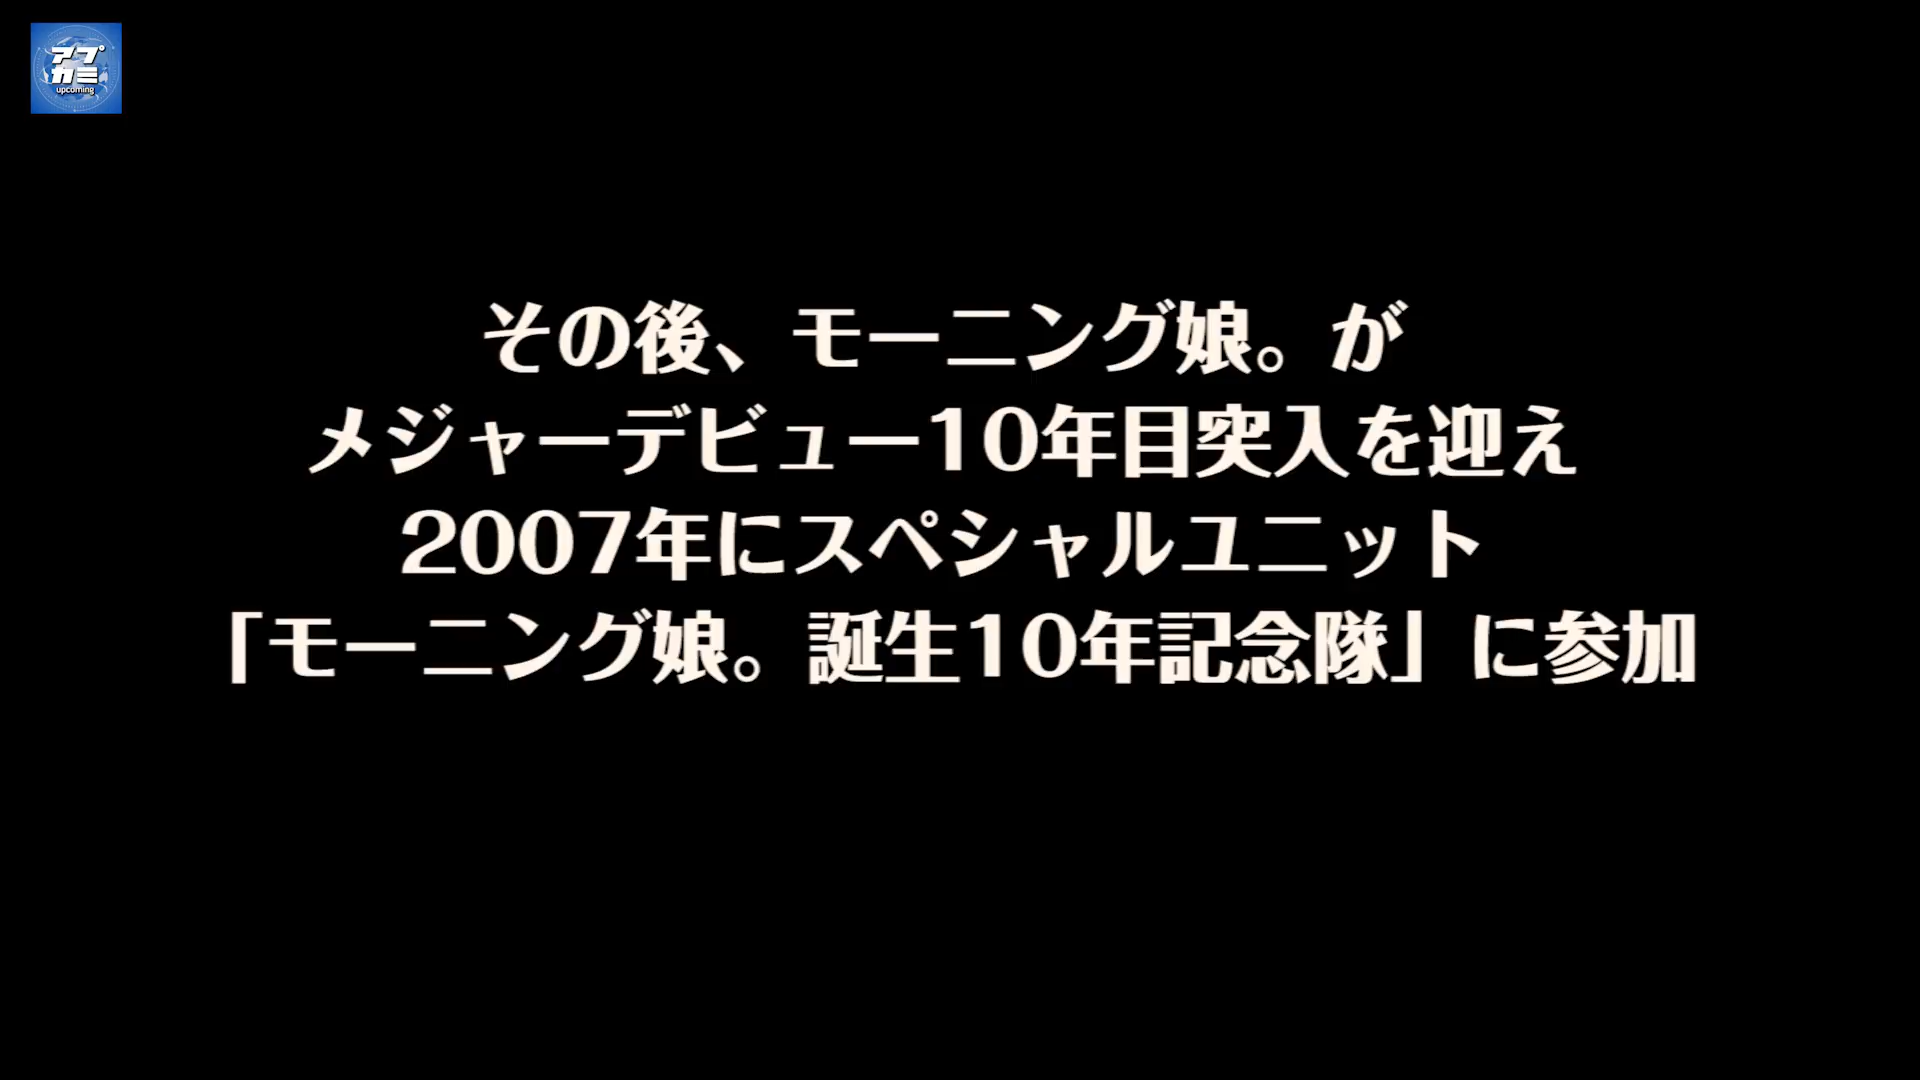 アプ
カミ
upcoming
その後、モーニング娘。が
メジャーデビュー10年目突入を迎え
2007年にスペシャルユニット
「モーニング娘。誕生10年記念隊」に参加